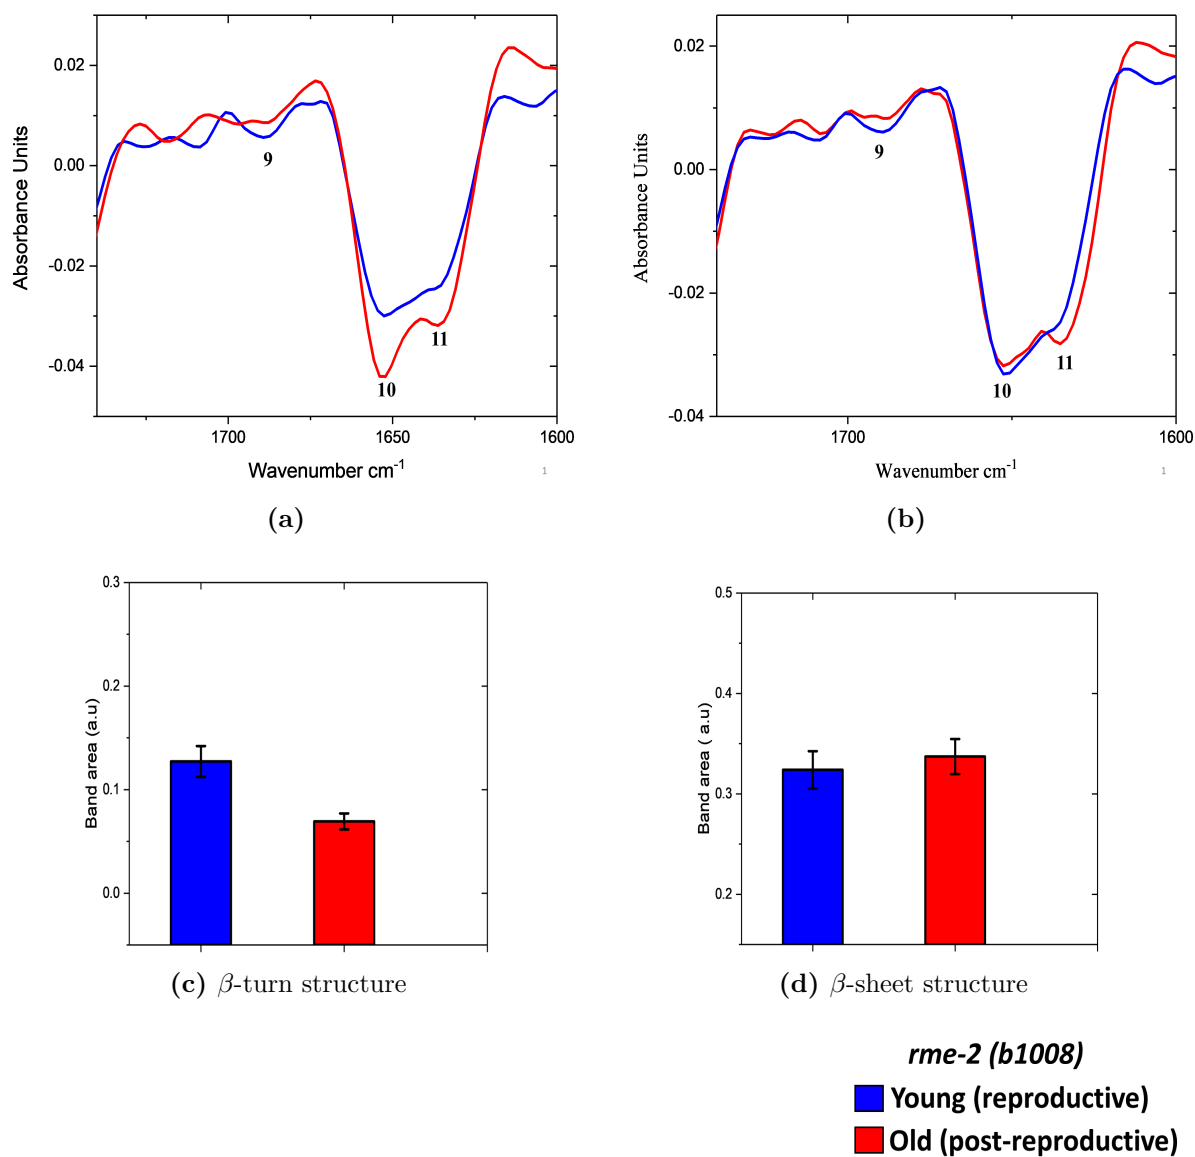 0.02
0.00
-0.02
-0.04
Absorbance Units
9
10
11
1700
1650
1600
Wavenumber cm-1
1
(a)
0.02
0.00
-0.02
-0.04
Absorbance Units
9
10
11
1700
1600
Wavenumber cm-1
1
(b)
0.3
0.2
0.1
0.0
Band area (a.u)
(c) β-turn structure
0.5
0.4
0.3
0.2
Band area ( a.u)
(d) β-sheet structure
rme-2 (b1008)
Young (reproductive)
Old (post-reproductive)